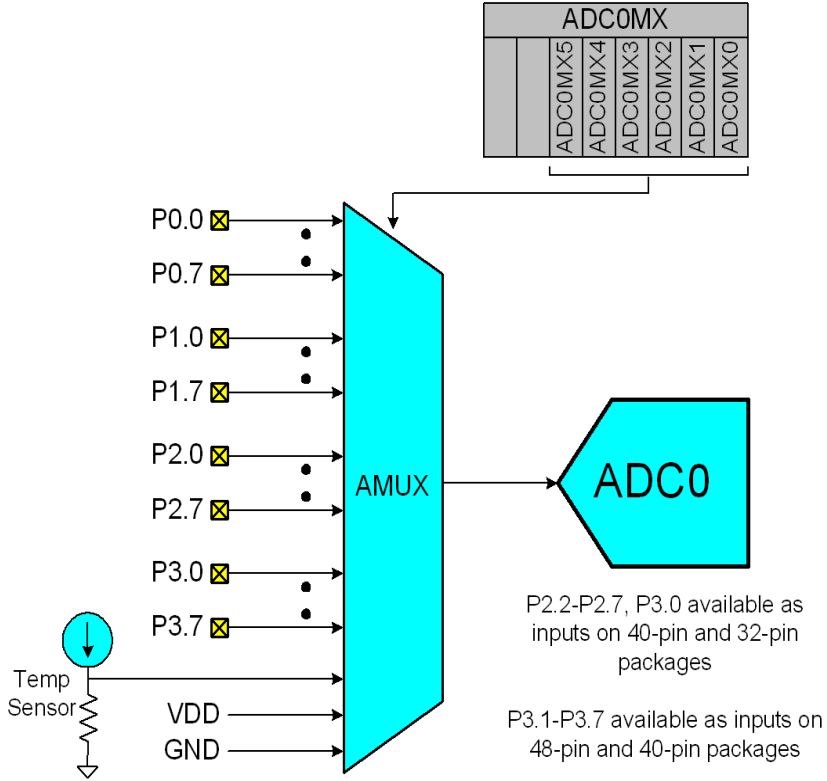 ADC0MX
ADC0MX5
ADC0MX4
ADC0MX3
ADC0MX2
ADC0MX1
ADC0MX0
P0.0
P0.7
P1.0
P1.7
P2.0
P2.7
P3.0
P3.7
AMUX
ADC0
Temp
Sensor
VDD
GND
P2.2-P2.7, P3.0 available as
inputs on 40-pin and 32-pin
packages
P3.1-P3.7 available as inputs on
48-pin and 40-pin packages